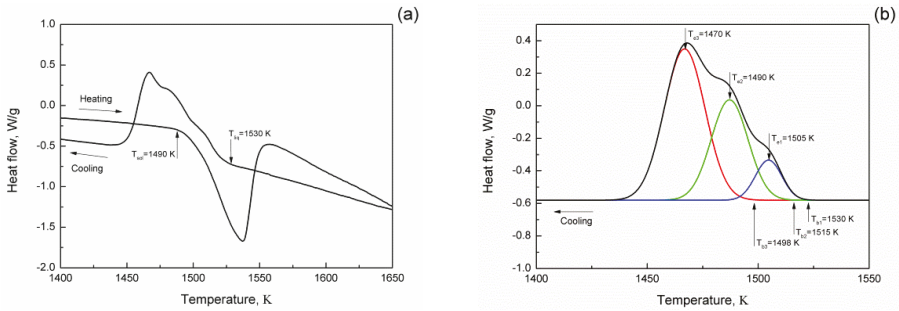 (a)
1.0
0.5
0.0
-0.5
-1.0
-1.5
-2.0
Heat flow, W/g
Heating
Cooling
T_sol=1490 K
T_liq=1530 K
1400 1450 1500 1550 1600 1650
Temperature, K
(b)
0.4
0.2
0.0
-0.2
-0.4
-0.6
-0.8
-1.0
Heat flow, W/g
T_e3=1470 K
T_e2=1490 K
T_e1=1505 K
Cooling
T_b1=1530 K
T_b2=1515 K
T_b3=1498 K
1400 1450 1500 1550
Temperature, K